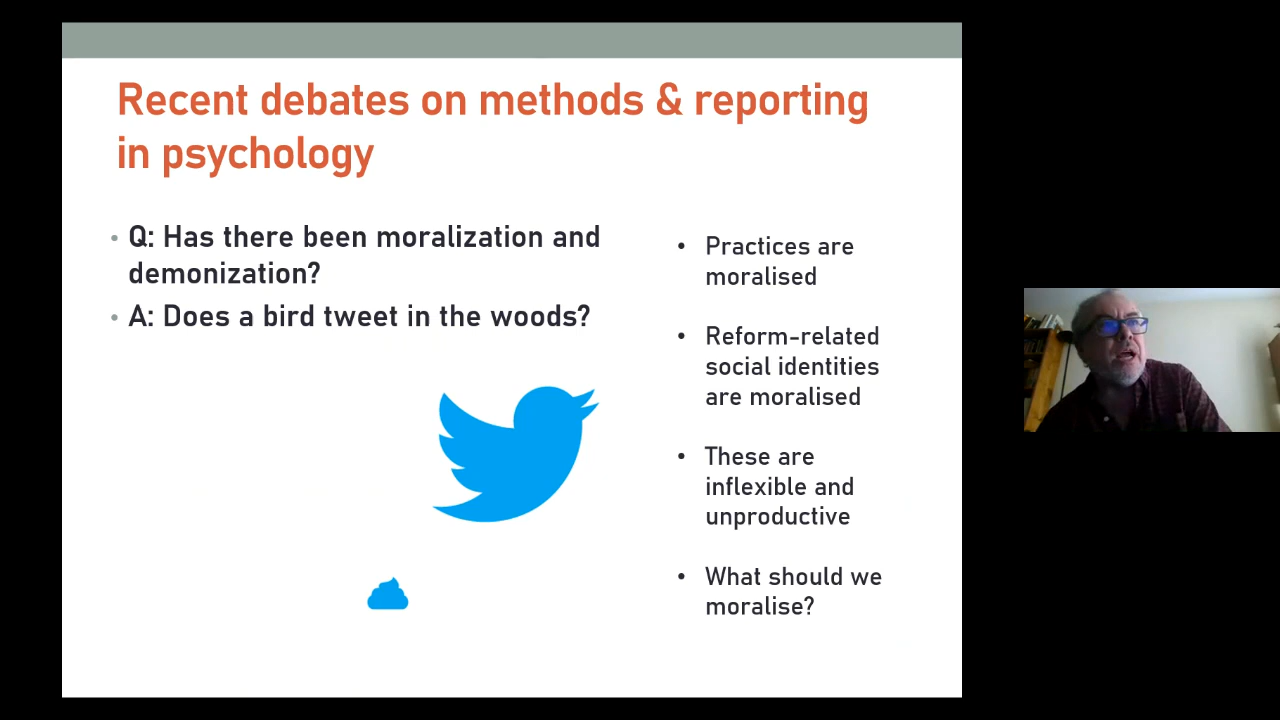 Recent debates on methods & reporting
in psychology
• Q: Has there been moralization and
demonization?
• A: Does a bird tweet in the woods?
• Practices are
moralised
• Reform-related
social identities
are moralised
• These are
inflexible and
unproductive
• What should we
moralise?